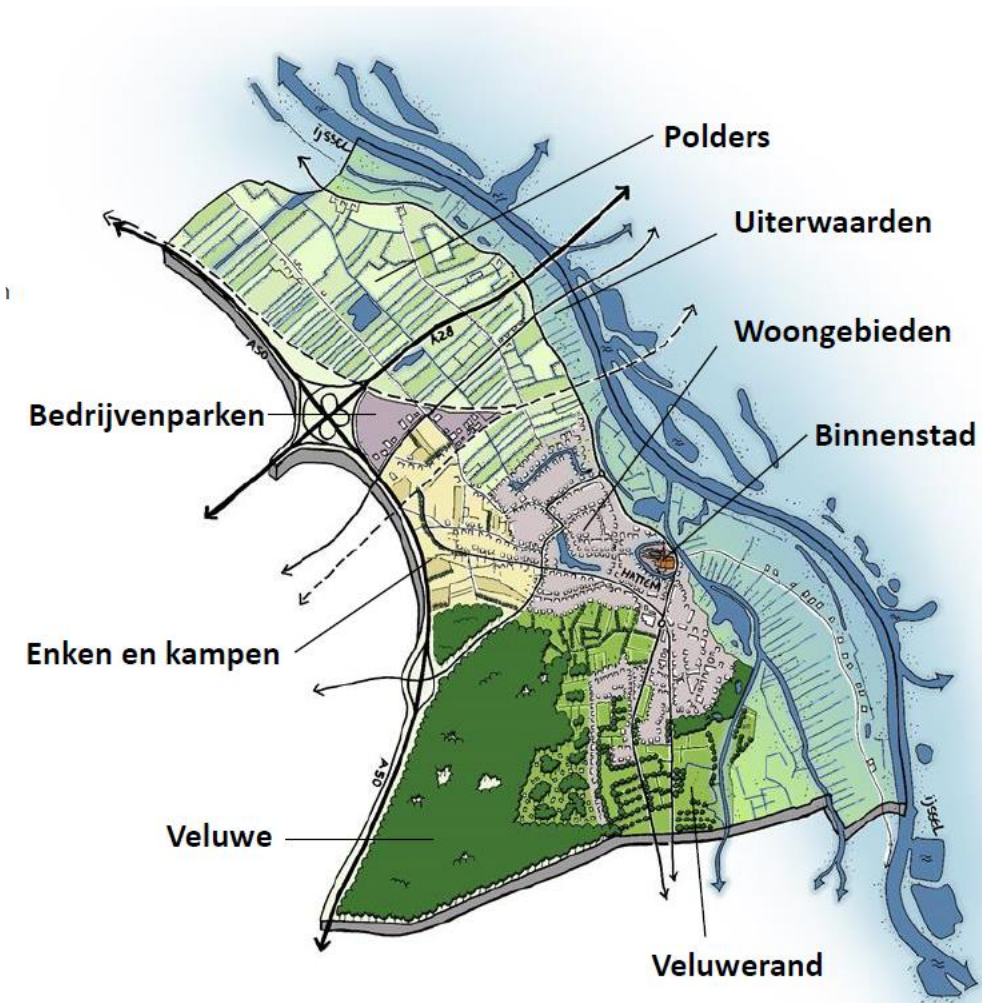 ijssel
Polders
Uiterwaarden
A28
A50
Woongebieden
Bedrijvenparken
Binnenstad
HATTEM
Enken en kampen
A50
ijssel
Veluwe
Veluwerand